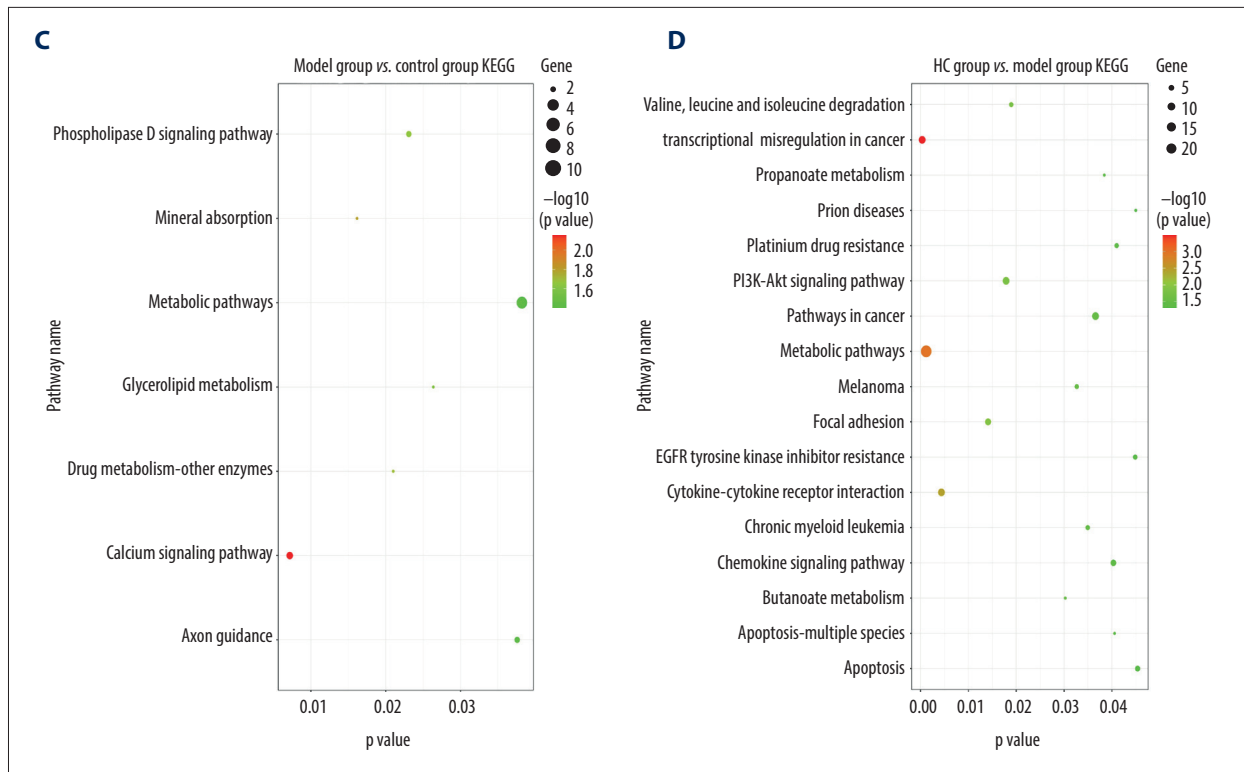 C
Model group vs. control group KEGG
Gene
2
4
6
8
10
−log10
(p value)
2.0
1.8
1.6
Pathway name
Phospholipase D signaling pathway
Mineral absorption
Metabolic pathways
Glycerolipid metabolism
Drug metabolism-other enzymes
Calcium signaling pathway
Axon guidance
0.01
0.02
0.03
p value
D
HC group vs. model group KEGG
Gene
5
10
15
20
−log10
(p value)
3.0
2.5
2.0
1.5
Pathway name
Valine, leucine and isoleucine degradation
transcriptional misregulation in cancer
Propanoate metabolism
Prion diseases
Platinium drug resistance
PI3K-Akt signaling pathway
Pathways in cancer
Metabolic pathways
Melanoma
Focal adhesion
EGFR tyrosine kinase inhibitor resistance
Cytokine-cytokine receptor interaction
Chronic myeloid leukemia
Chemokine signaling pathway
Butanoate metabolism
Apoptosis-multiple species
Apoptosis
0.00
0.01
0.02
0.03
0.04
p value